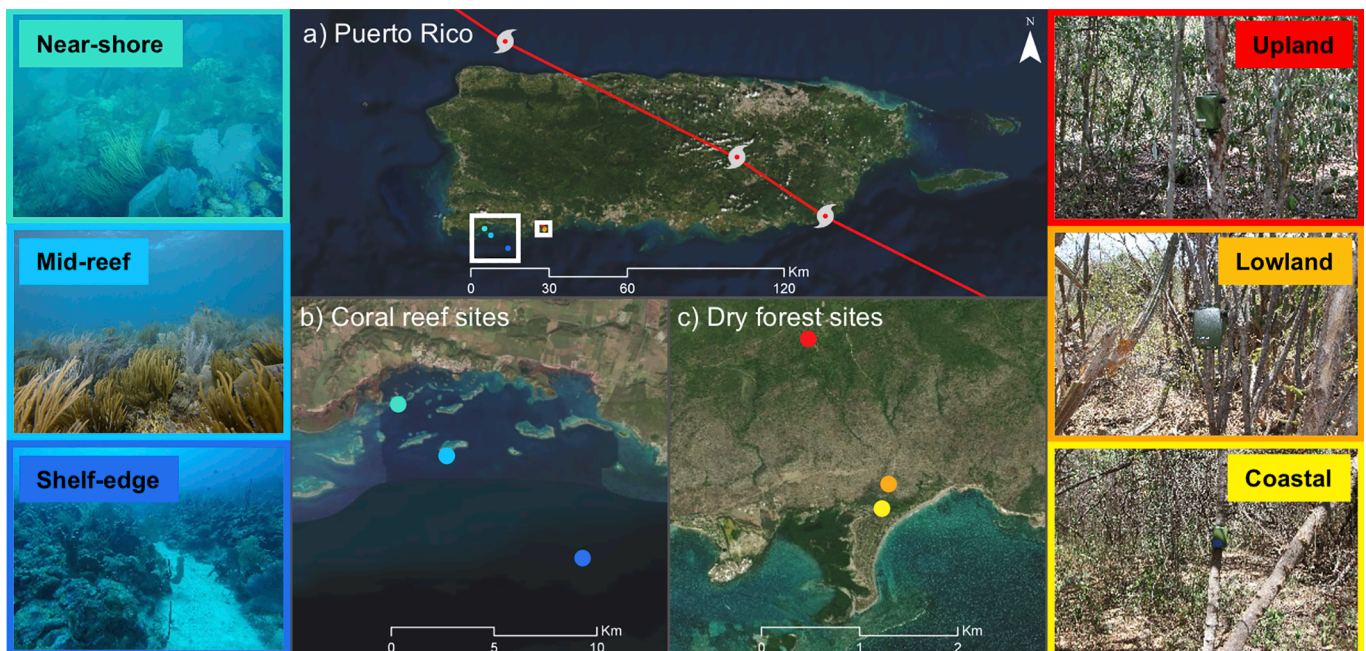 Near-shore
Mid-reef
Shelf-edge
a) Puerto Rico
N
Km
0 30 60 120
b) Coral reef sites
Km
0 5 10
c) Dry forest sites
Km
0 1 2
Upland
Lowland
Coastal